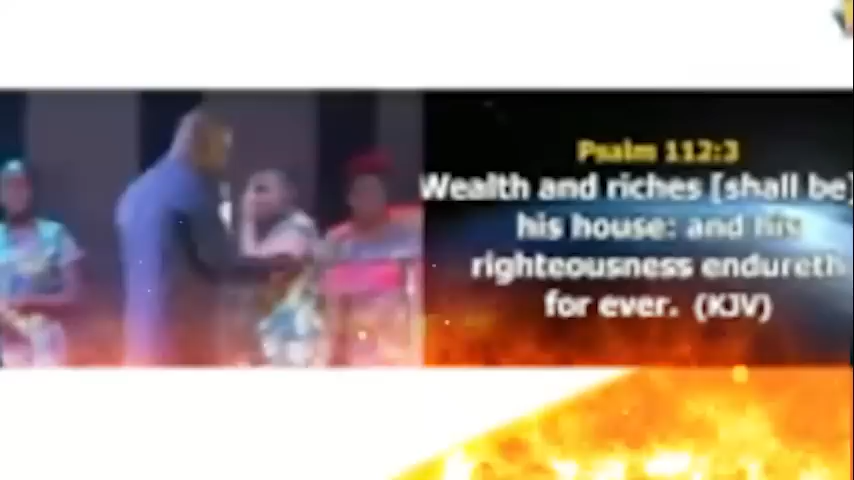 Psalm 112:3
Wealth and riches [shall be]
his house: and his
righteousness endureth
for ever. (KJV)